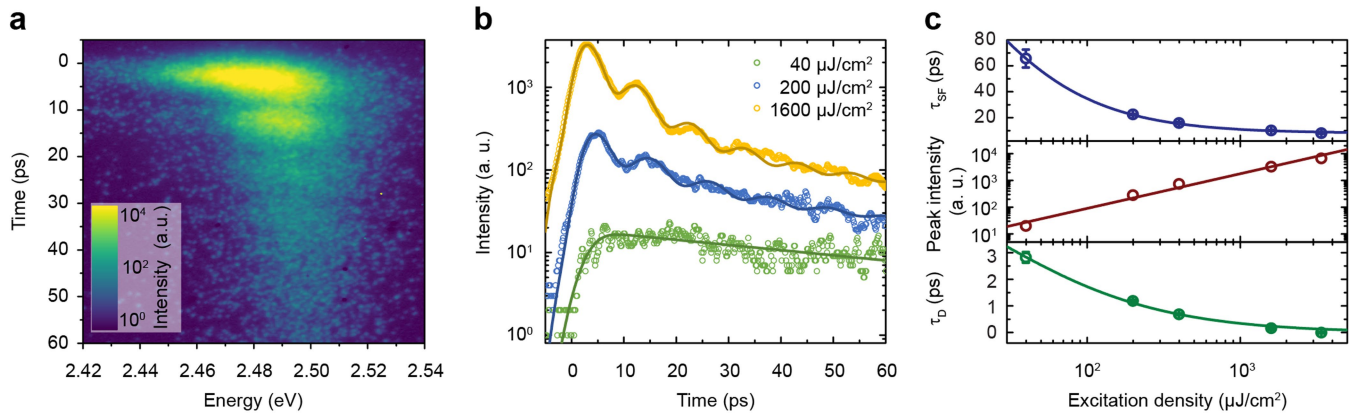 a
0
10
20
30
40
50
60
Time (ps)
10⁴
10²
10⁰
Intensity (a.u.)
2.42
2.44
2.46
2.48
2.50
2.52
2.54
Energy (eV)
b
40 µJ/cm²
200 µJ/cm²
1600 µJ/cm²
10³
10²
10¹
10⁰
Intensity (a. u.)
0
10
20
30
40
50
60
Time (ps)
c
80
60
40
20
τSF (ps)
10⁴
10³
10²
10¹
Peak intensity
(a. u.)
3
2
1
0
τD (ps)
10²
10³
Excitation density (µJ/cm²)